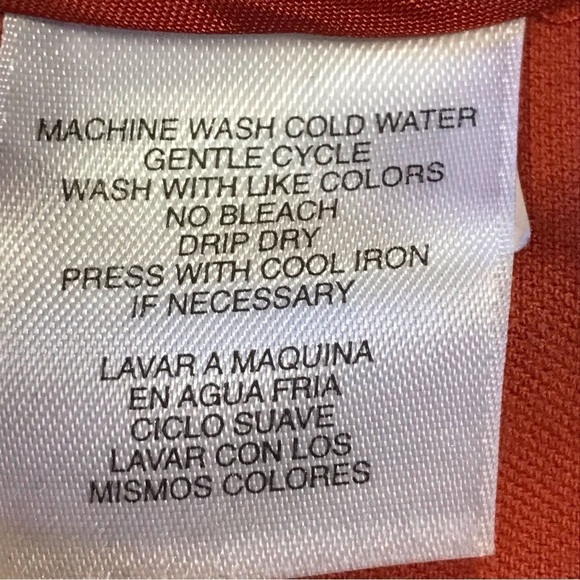 MACHINE WASH COLD WATER
GENTLE CYCLE
WASH WITH LIKE COLORS
NO BLEACH
DRIP DRY
PRESS WITH COOL IRON
IF NECESSARY
LAVAR A MAQUINA
EN AGUA FRIA
CICLO SUAVE
LAVAR CON LOS
MISMOS COLORES